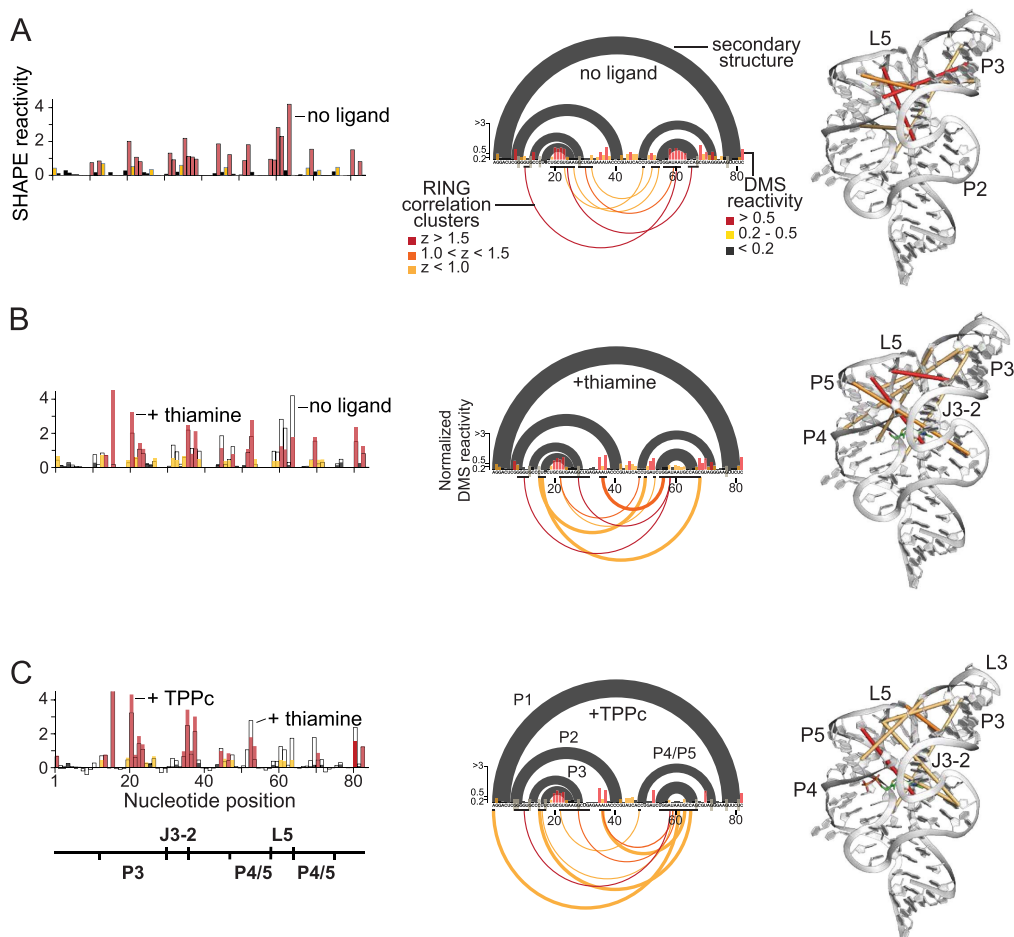 A
SHAPE reactivity
4
2
0
no ligand
secondary
structure
no ligand
>3
0.5
0.2
20
40
60
80
RING
correlation
clusters
z > 1.5
1.0 < z < 1.5
z < 1.0
DMS
reactivity
> 0.5
0.2 - 0.5
< 0.2
L5
P3
P2
B
4
2
0
+ thiamine
no ligand
Normalized
DMS reactivity
+thiamine
>3
0.5
0.2
20
40
60
80
L5
P3
P5
J3-2
P4
C
4
2
0
+ TPPc
+ thiamine
1
20
40
60
80
Nucleotide position
J3-2
L5
P3
P4/5
P4/5
P1
+TPPc
P2
P3
P4/P5
>3
0.5
0.2
20
40
60
80
L3
L5
P3
P5
J3-2
P4